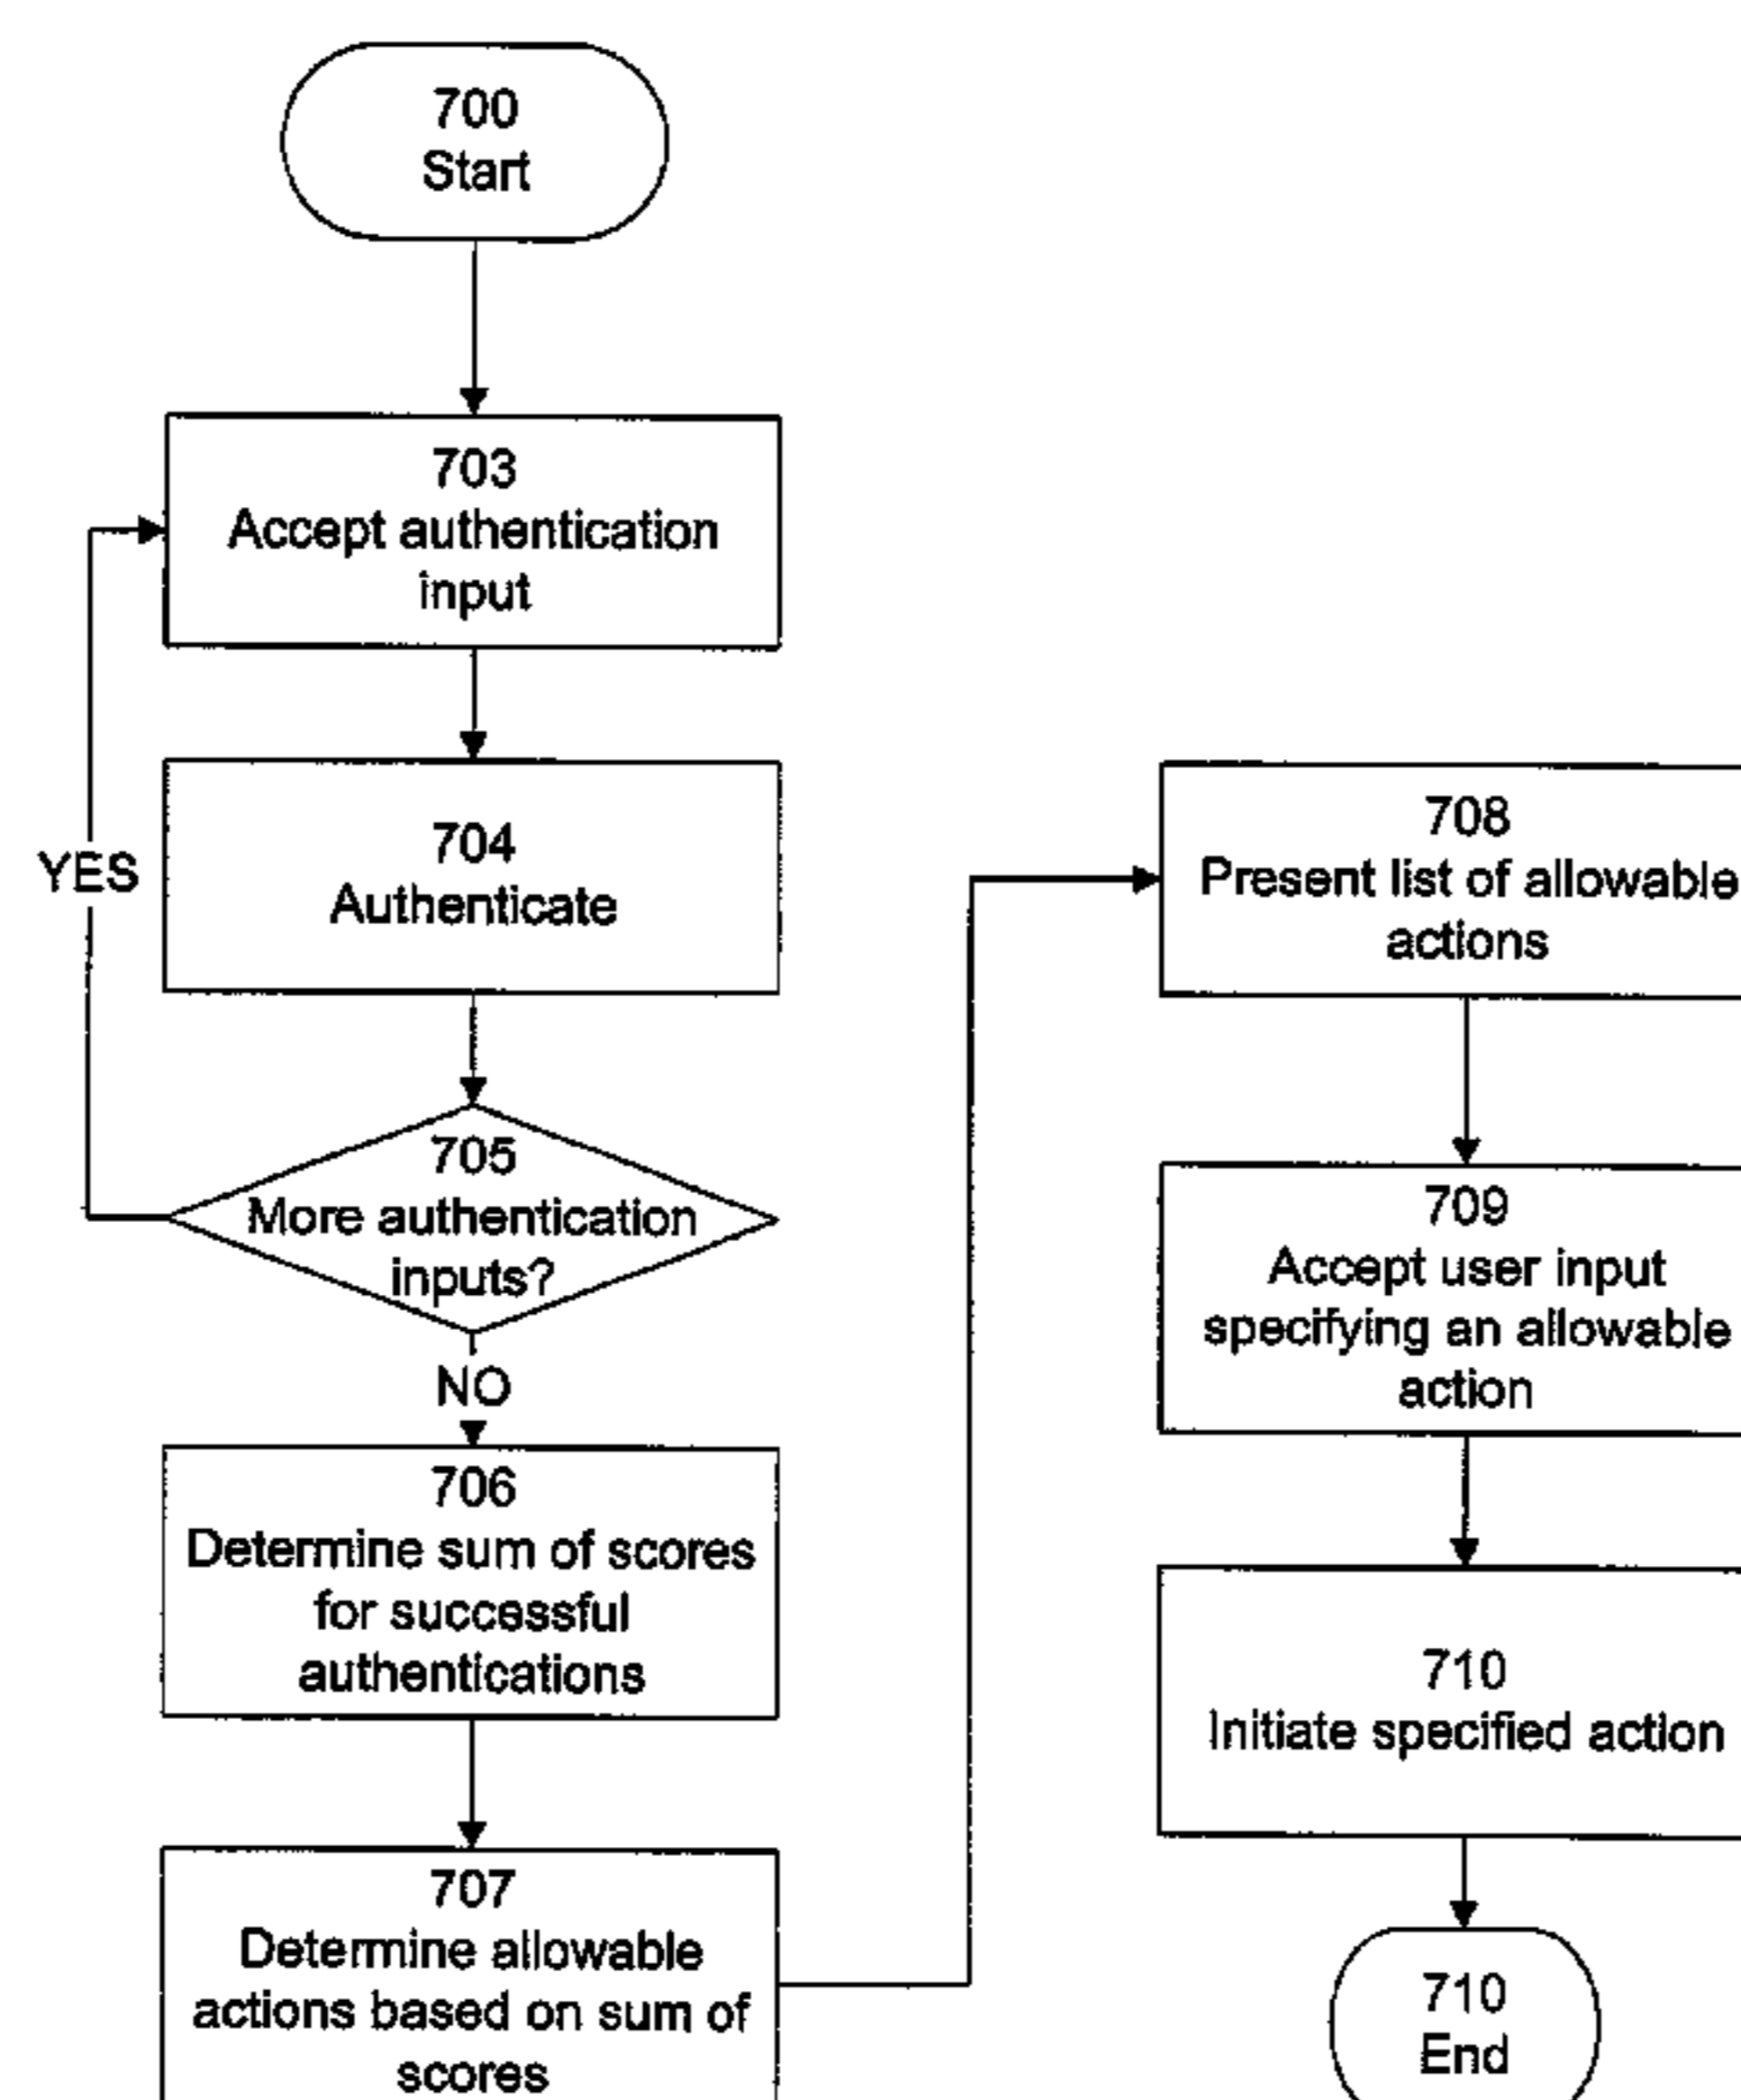 700
Start
703
Accept authentication
input
704
Authenticate
YES
705
More authentication
inputs?
NO
706
Determine sum of scores
for successful
authentications
707
Determine allowable
actions based on sum of
scores
708
Present list of allowable
actions
709
Accept user input
specifying an allowable
action
710
Initiate specified action
710
End